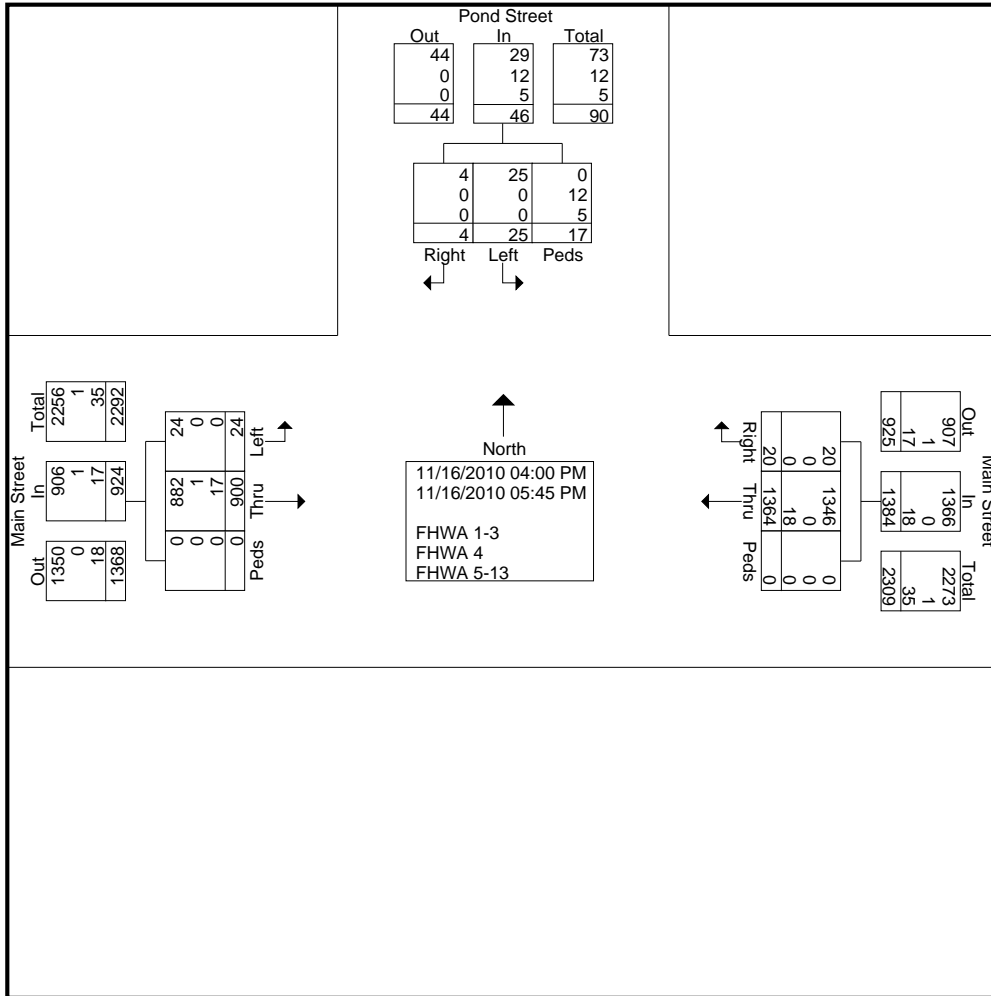 Pond Street
Out In Total
44 29 73
0 12 12
0 5 5
44 46 90
4 25 0
0 0 12
0 0 5
4 25 17
Right Left Peds
Main Street
Total
2256
1
35
2292
In
906
1
17
924
Out
1350
0
18
1368
Left
24
0
0
24
Thru
882
1
17
900
Peds
0
0
0
0
North
11/16/2010 04:00 PM
11/16/2010 05:45 PM
FHWA 1-3
FHWA 4
FHWA 5-13
Right
20
0
0
20
Thru
1346
0
18
1364
Peds
0
0
0
0
Main Street
Out
907
1
17
925
In
1366
0
18
1384
Total
2273
1
35
2309